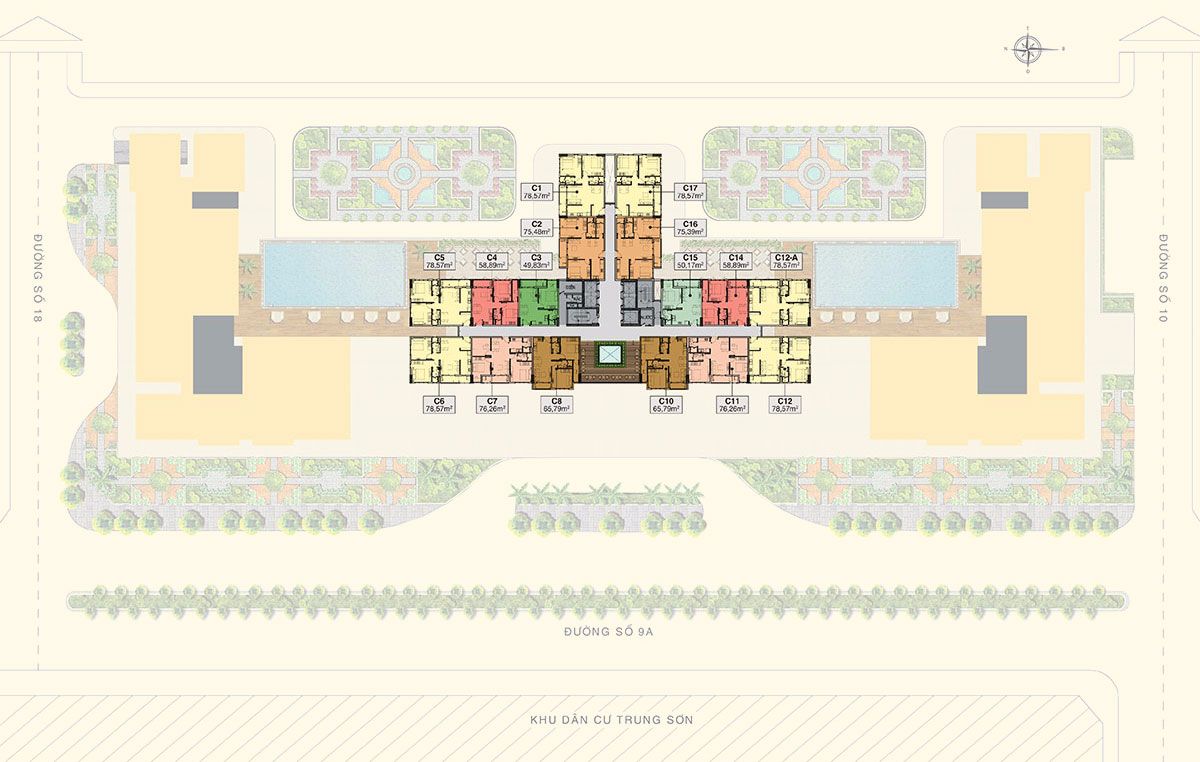 T
N
B
Đ
C1
78,57m²
C17
78,57m²
C2
75,48m²
C16
75,39m²
C5
78,57m²
C4
58,89m²
C3
49,83m²
C15
50,17m²
C14
58,89m²
C12-A
78,57m²
ĐƯỜNG SỐ 18
ĐƯỜNG SỐ 10
C6
78,57m²
C7
76,26m²
C8
65,79m²
C10
65,79m²
C11
76,26m²
C12
78,57m²
ĐƯỜNG SỐ 9A
KHU DÂN CƯ TRUNG SƠN